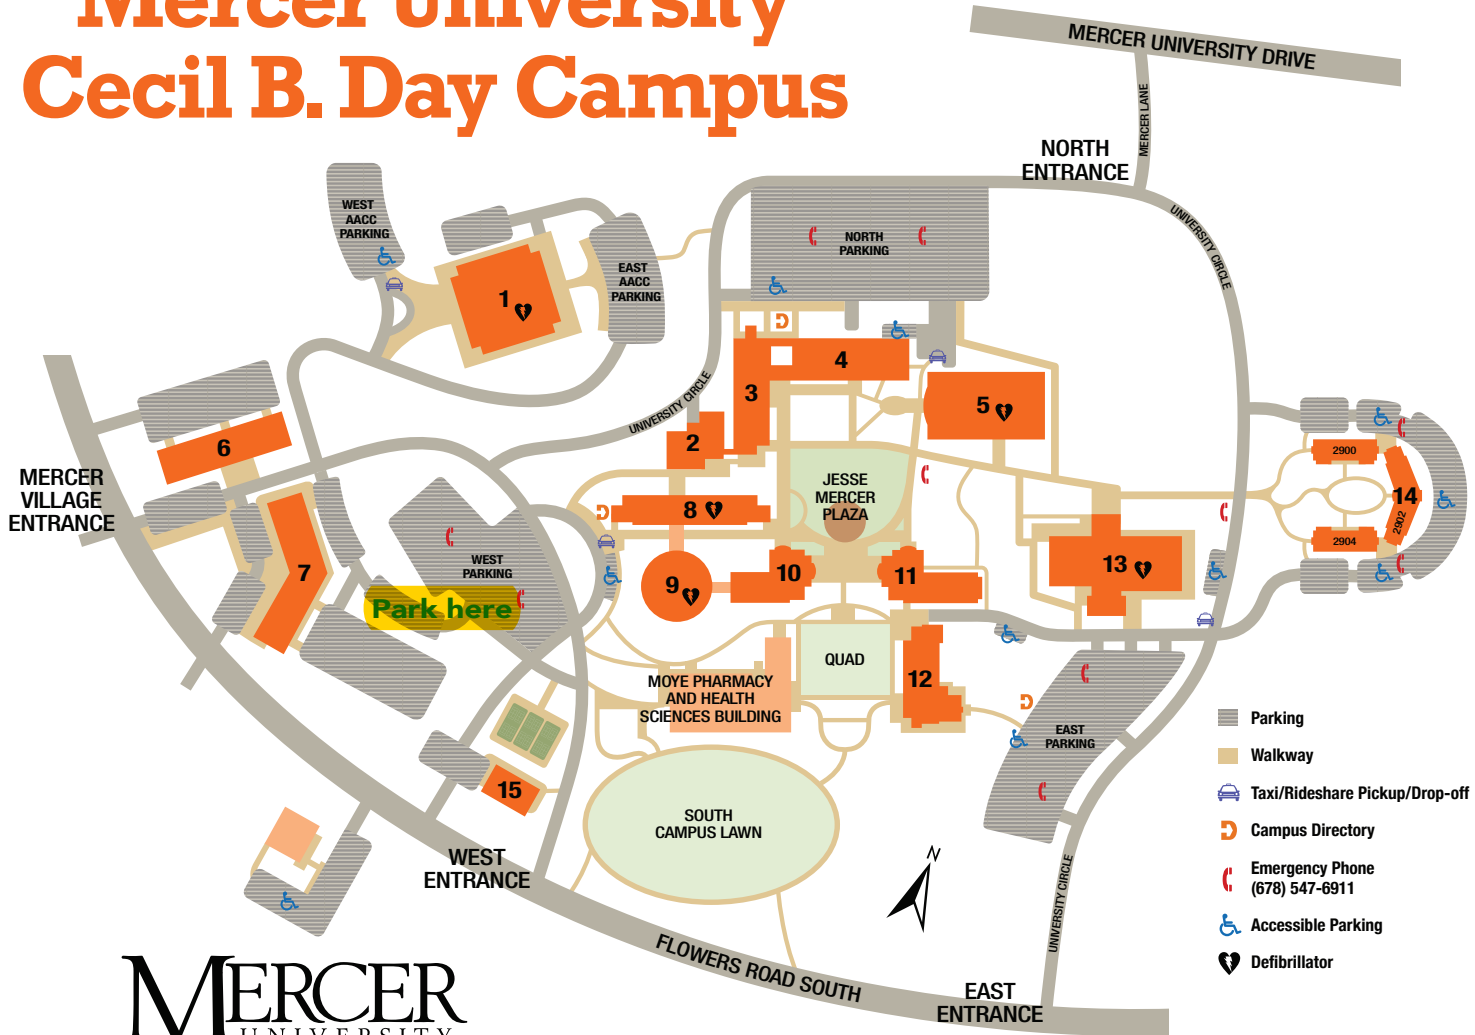 Mercer University
Cecil B. Day Campus
MERCER UNIVERSITY DRIVE
MERCER LANE
NORTH
ENTRANCE
UNIVERSITY CIRCLE
WEST
AACC
PARKING
EAST
AACC
PARKING
NORTH
PARKING
1
D
4
3
5
2
UNIVERSITY CIRCLE
6
MERCER
VILLAGE
ENTRANCE
JESSE
MERCER
PLAZA
2900
14
2902
2904
D
8
7
WEST
PARKING
Park here
9
10
11
13
QUAD
12
MOYE PHARMACY
AND HEALTH
SCIENCES BUILDING
D
EAST
PARKING
15
SOUTH
CAMPUS LAWN
WEST
ENTRANCE
N
UNIVERSITY CIRCLE
FLOWERS ROAD SOUTH
EAST
ENTRANCE
Parking
Walkway
Taxi/Rideshare Pickup/Drop-off
D Campus Directory
Emergency Phone
(678) 547-6911
Accessible Parking
Defibrillator
MERCER
UNIVERSITY